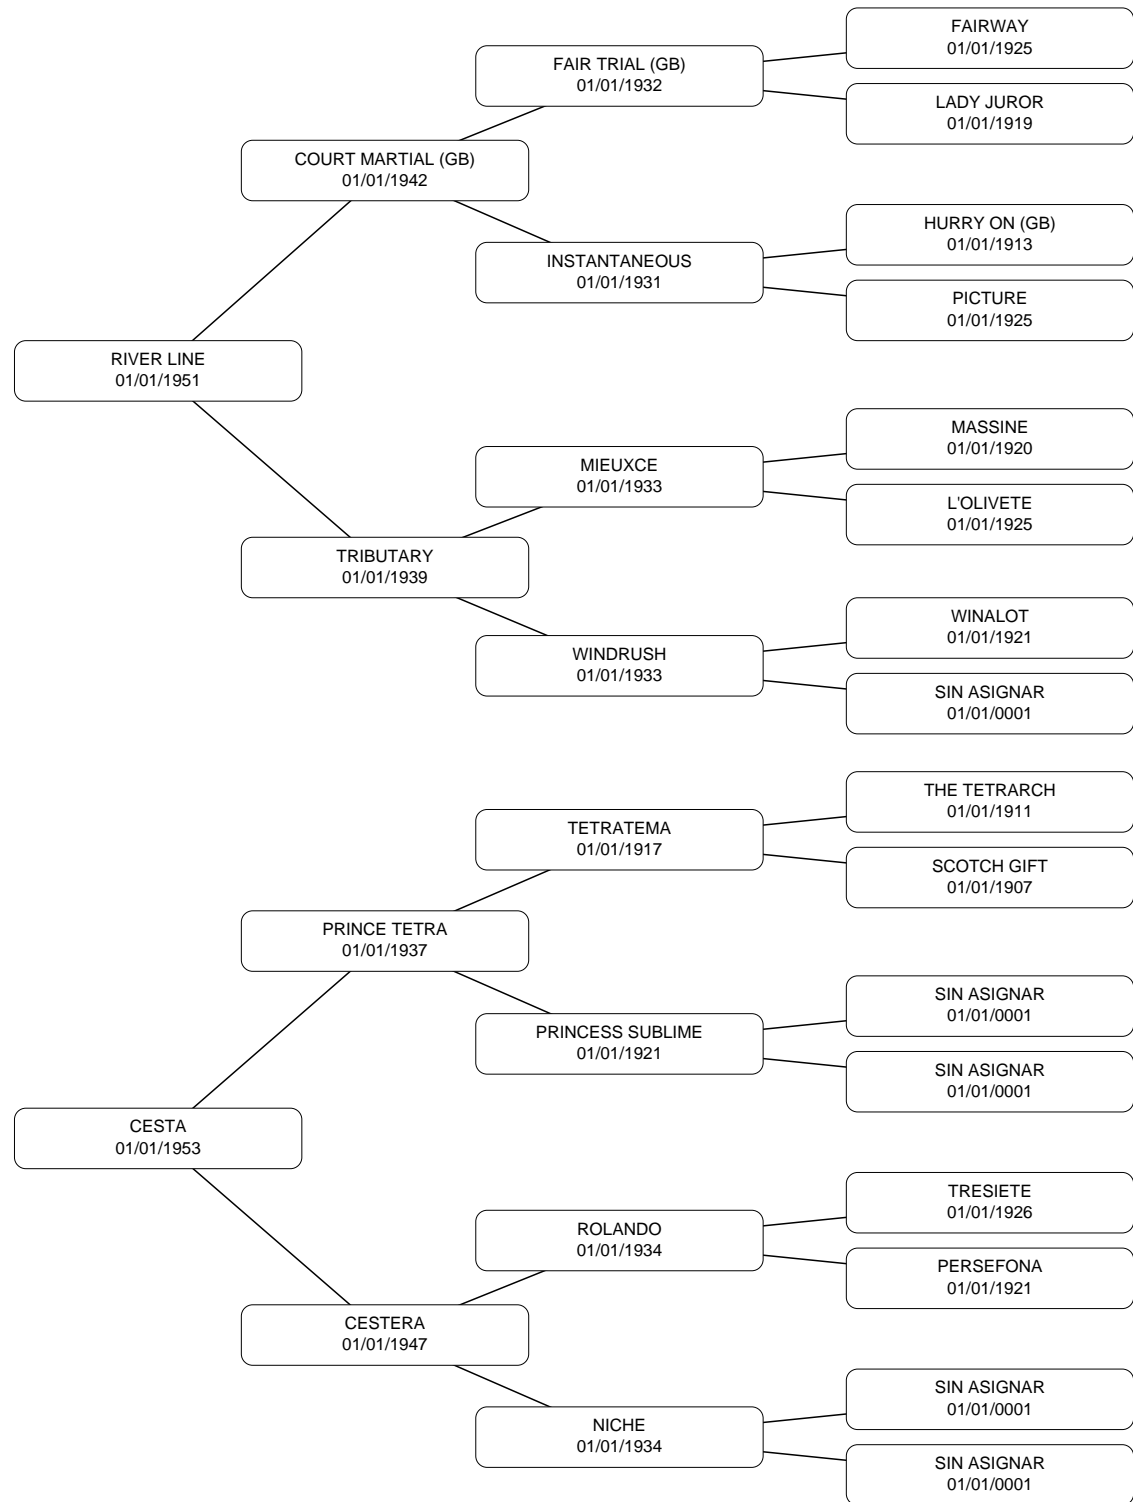 FAIRWAY
01/01/1925
FAIR TRIAL (GB)
01/01/1932
LADY JUROR
01/01/1919
COURT MARTIAL (GB)
01/01/1942
HURRY ON (GB)
01/01/1913
INSTANTANEOUS
01/01/1931
PICTURE
01/01/1925
RIVER LINE
01/01/1951
MASSINE
01/01/1920
MIEUXCE
01/01/1933
L'OLIVETE
01/01/1925
TRIBUTARY
01/01/1939
WINALOT
01/01/1921
WINDRUSH
01/01/1933
SIN ASIGNAR
01/01/0001
THE TETRARCH
01/01/1911
TETRATEMA
01/01/1917
SCOTCH GIFT
01/01/1907
PRINCE TETRA
01/01/1937
SIN ASIGNAR
01/01/0001
PRINCESS SUBLIME
01/01/1921
SIN ASIGNAR
01/01/0001
CESTA
01/01/1953
TRESIETE
01/01/1926
ROLANDO
01/01/1934
PERSEFONA
01/01/1921
CESTERA
01/01/1947
SIN ASIGNAR
01/01/0001
NICHE
01/01/1934
SIN ASIGNAR
01/01/0001